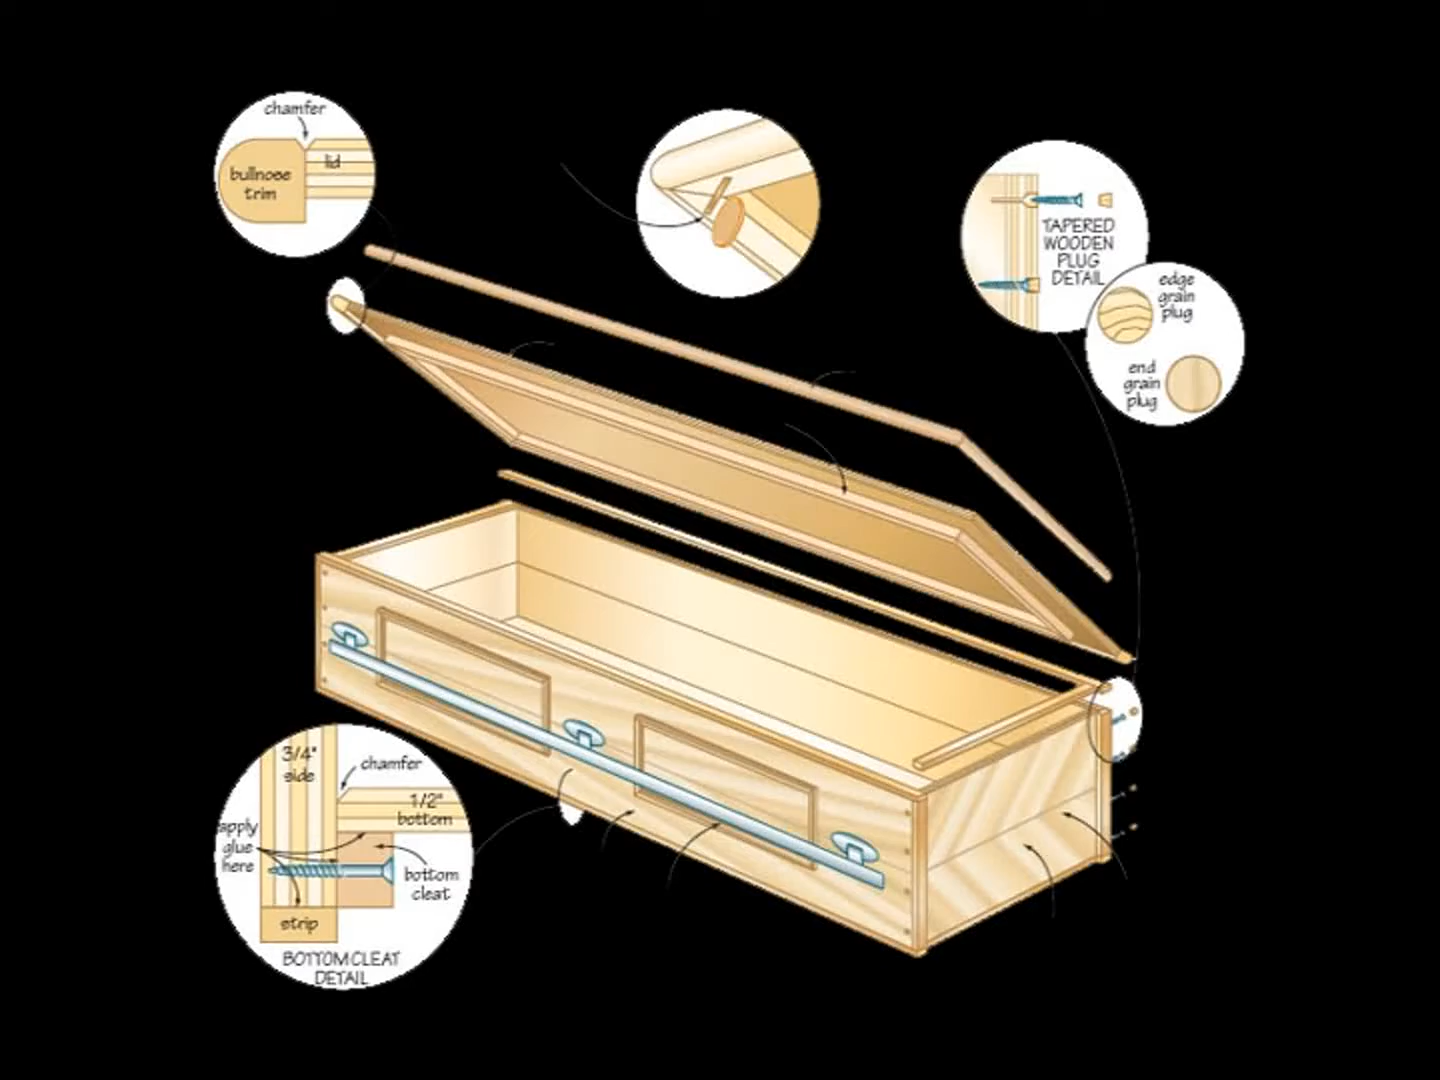 chamfer
lid
bullnose
trim
TAPERED
WOODEN
PLUG
DETAIL
edge
grain
plug
end
grain
plug
3/4"
side
chamfer
1/2"
bottom
apply
glue
here
bottom
cleat
strip
BOTTOM CLEAT
DETAIL